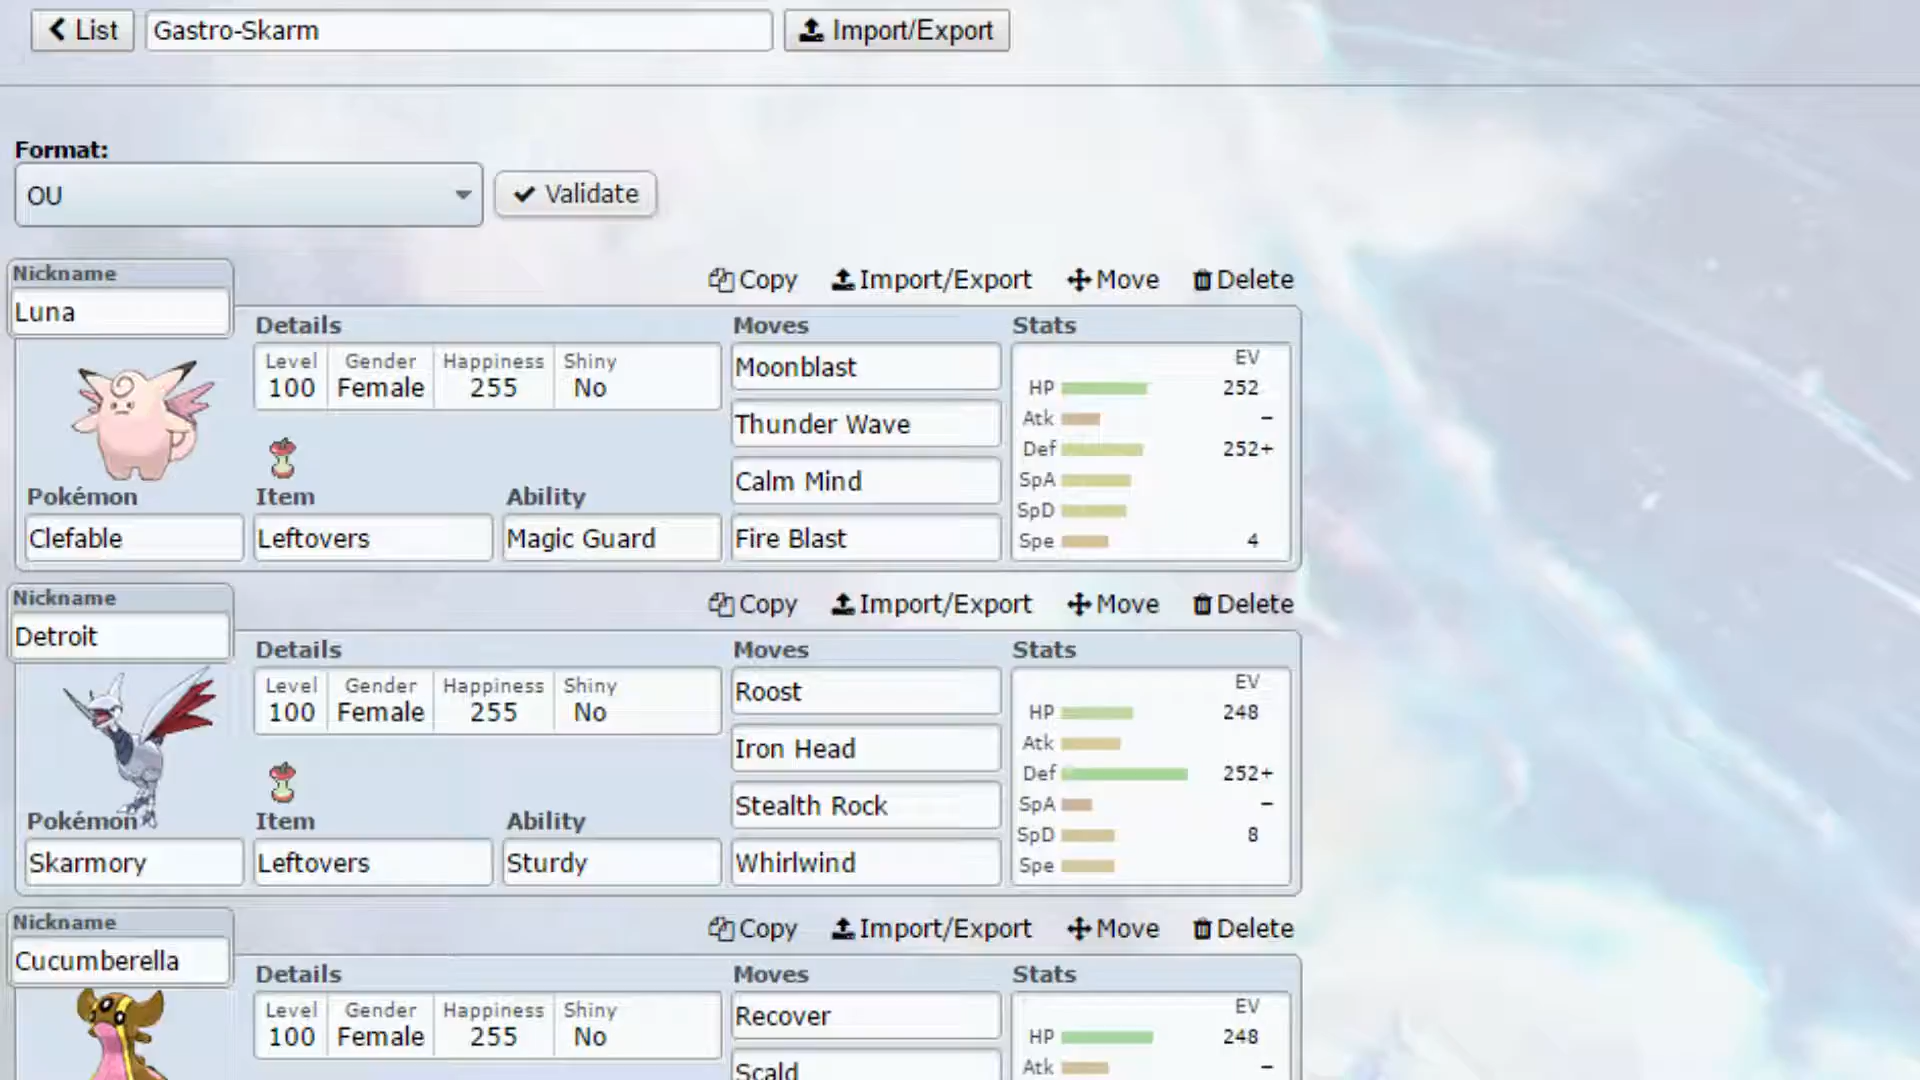 List
Gastro-Skarm
Import/Export
Format:
OU
Validate
Nickname
Luna
Copy Import/Export Move Delete
Details Moves Stats
Level Gender Happiness Shiny
100 Female 255 No
Moonblast
Thunder Wave
Calm Mind
Fire Blast
EV
HP 252
Atk –
Def 252+
SpA
SpD
Spe 4
Pokémon Item Ability
Clefable Leftovers Magic Guard
Nickname
Detroit
Copy Import/Export Move Delete
Details Moves Stats
Level Gender Happiness Shiny
100 Female 255 No
Roost
Iron Head
Stealth Rock
Whirlwind
EV
HP 248
Atk
Def 252+
SpA –
SpD 8
Spe
Pokémon Item Ability
Skarmory Leftovers Sturdy
Nickname
Cucumberella
Copy Import/Export Move Delete
Details Moves Stats
Level Gender Happiness Shiny
100 Female 255 No
Recover
Scald
EV
HP 248
Atk –